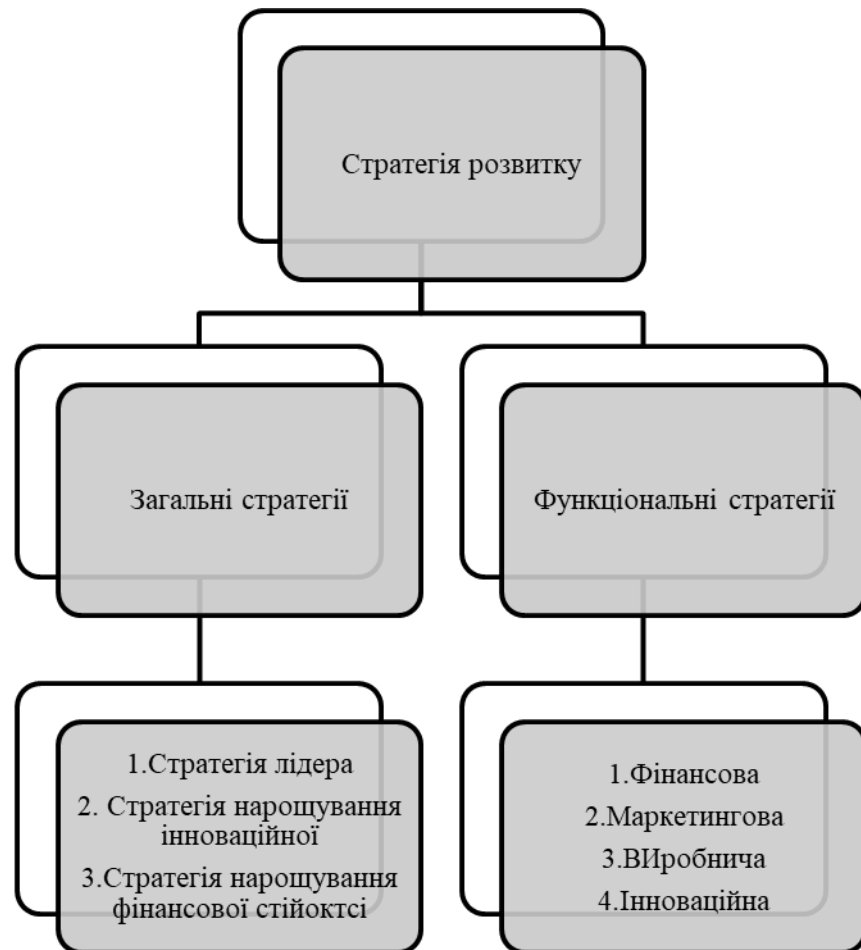 Стратегія розвитку
Загальні стратегії
Функціональні стратегії
1.Стратегія лідера
2. Стратегія нарощування
інноваційної
3.Стратегія нарощування
фінансової стійоктсі
1.Фінансова
2.Маркетингова
3.ВИробнича
4.Інноваційна